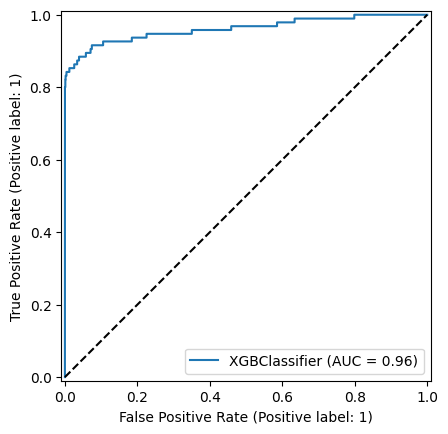 1.0
0.8
0.6
0.4
0.2
0.0
True Positive Rate (Positive label: 1)
XGBClassifier (AUC = 0.96)
0.0 0.2 0.4 0.6 0.8 1.0
False Positive Rate (Positive label: 1)